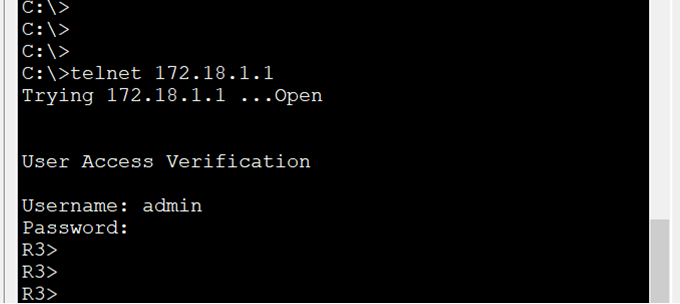 C:\>
C:\>
C:\>
C:\>telnet 172.18.1.1
Trying 172.18.1.1 ...Open
User Access Verification
Username: admin
Password:
R3>
R3>
R3>